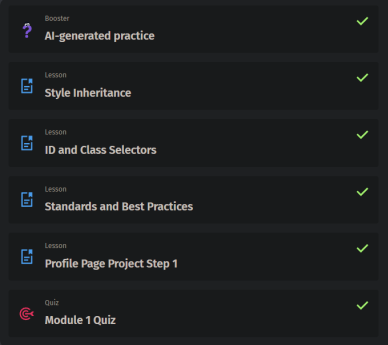 Booster
AI-generated practice
Lesson
Style Inheritance
Lesson
ID and Class Selectors
Lesson
Standards and Best Practices
Lesson
Profile Page Project Step 1
Quiz
Module 1 Quiz